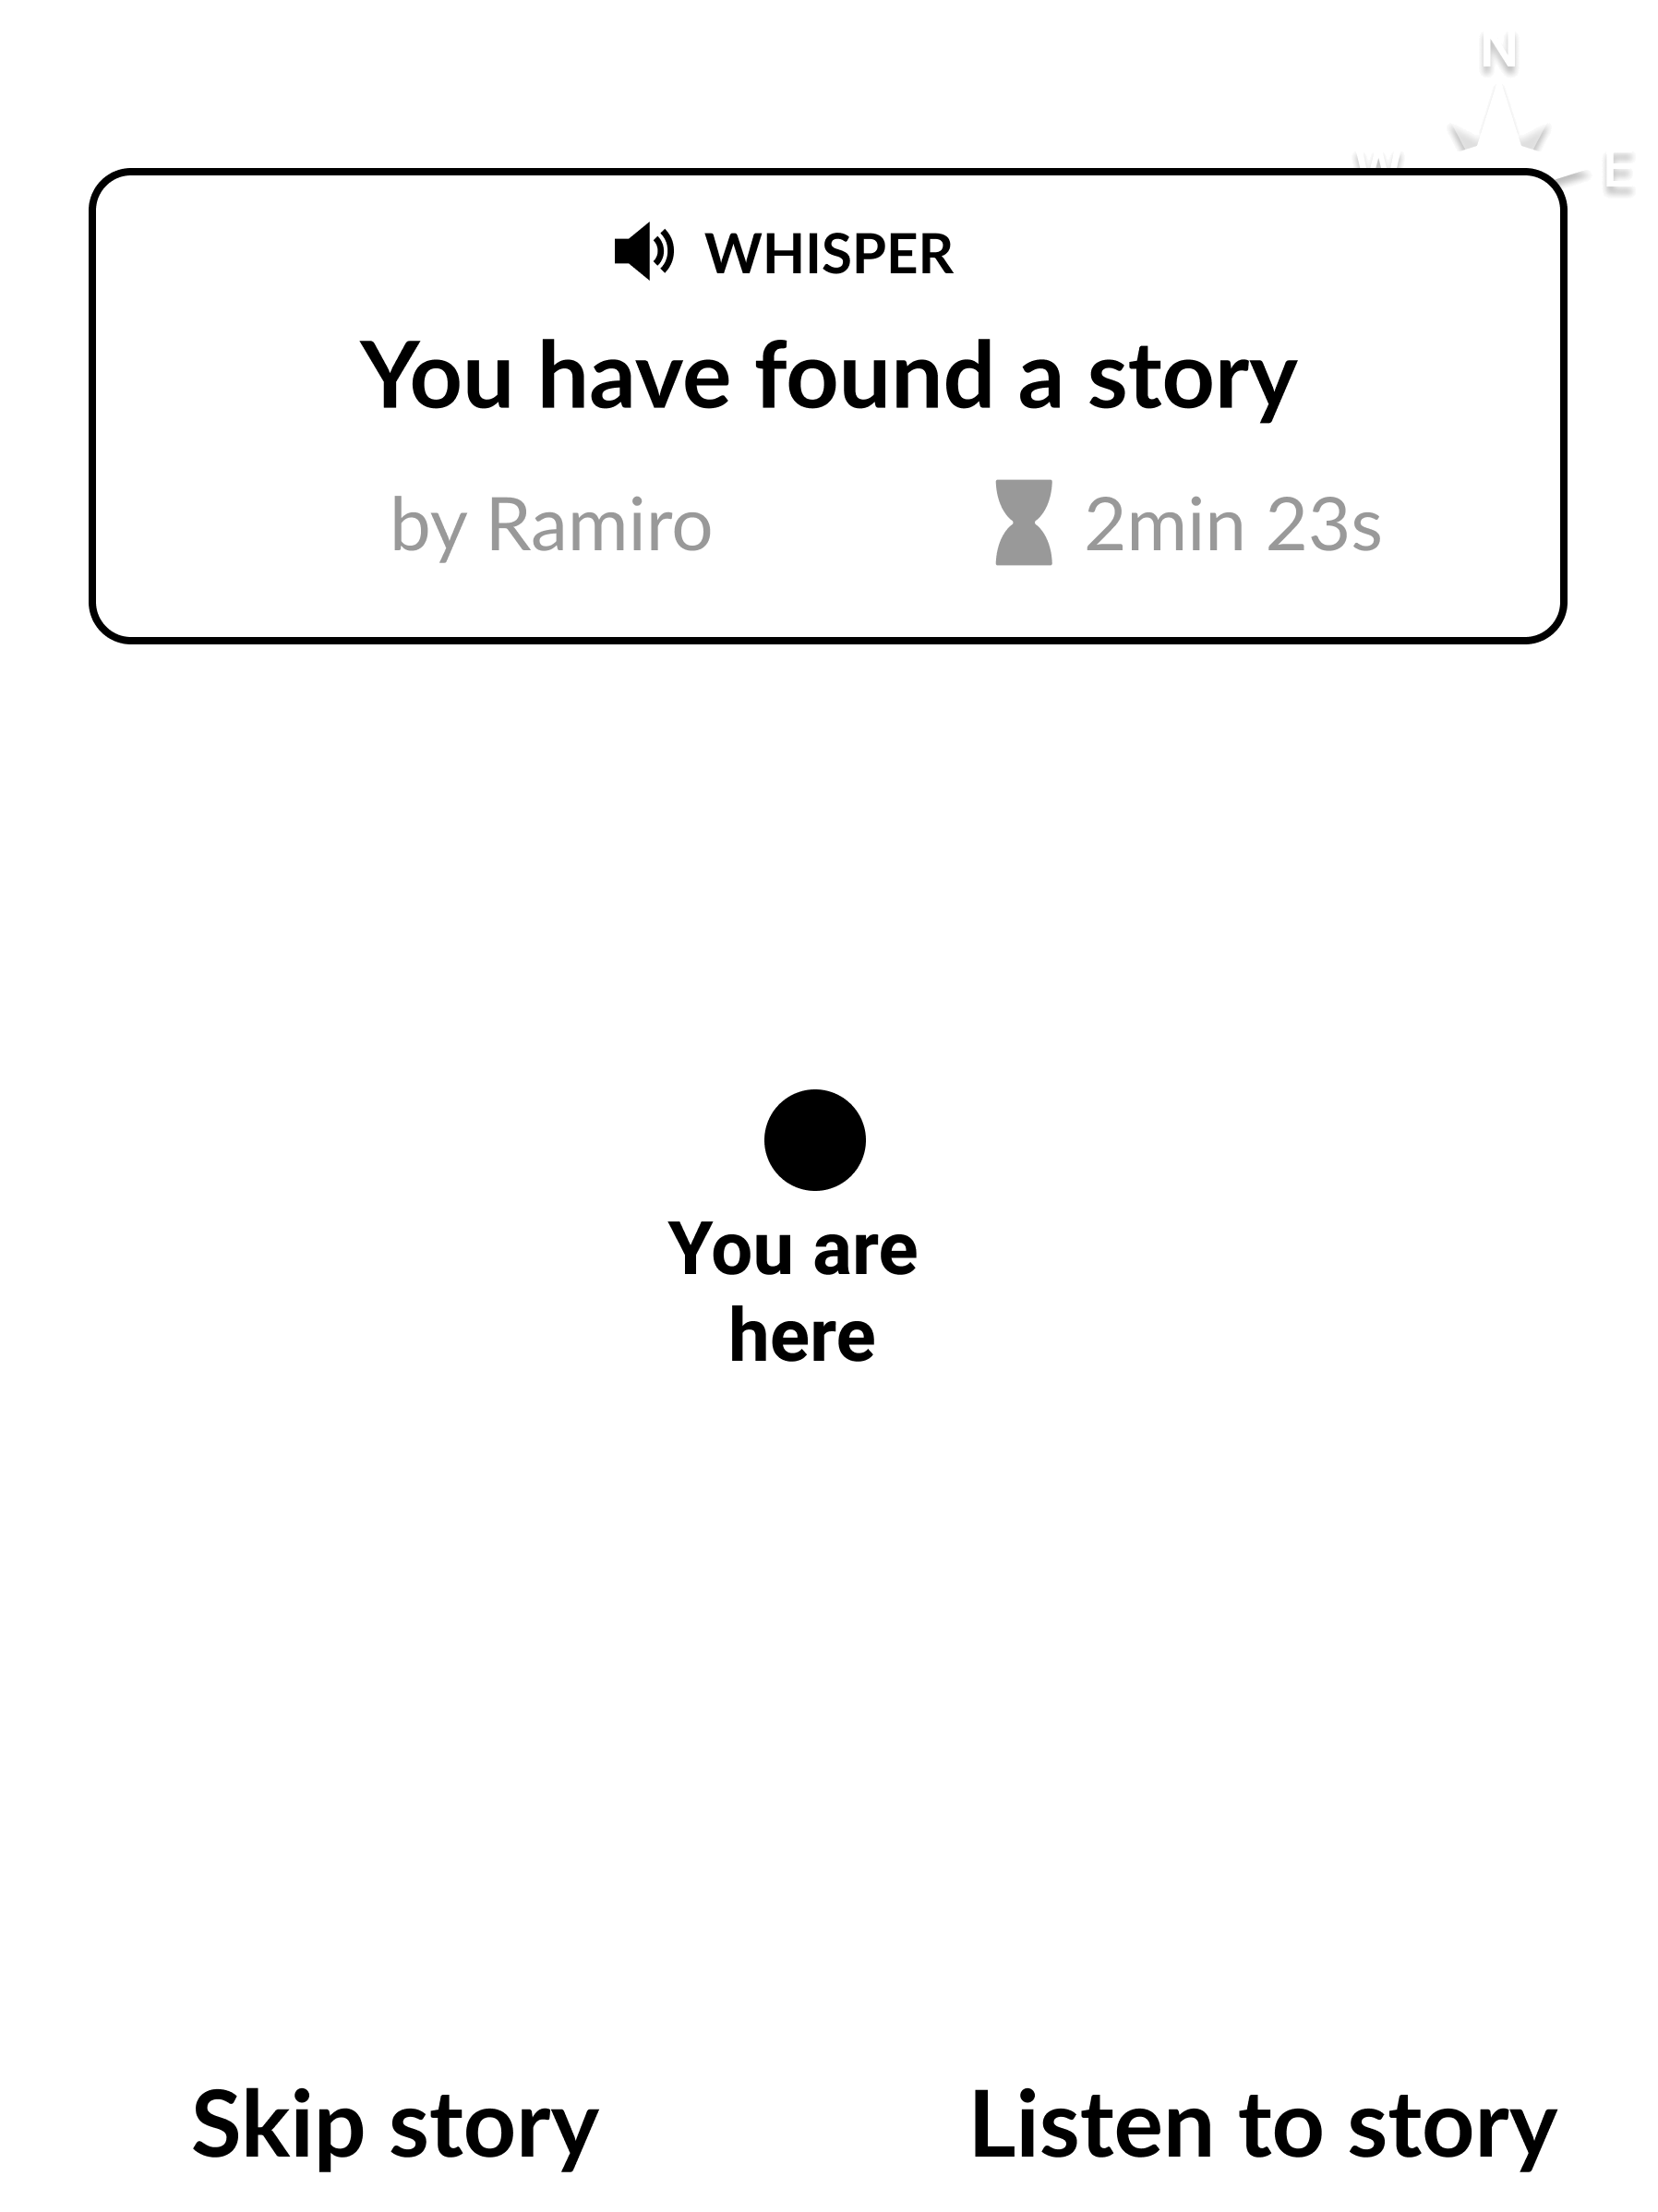 N
W
E
WHISPER
You have found a story
by Ramiro
2min 23s
You are
here
Skip story
Listen to story